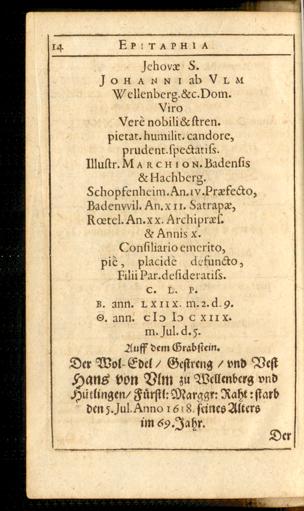 14 EPITAPHIA
Jehovæ S.
JOHANNI ab VLM
Wellenberg. &c. Dom.
Viro
Verè nobili & ſtren.
pietat. humilit. candore,
prudent. ſpectatiſſ.
Illuſtr. MARCHION. Badenſis
& Hachberg.
Schopfenheim. An. IV. Præfecto,
Badenvvil. An. XII. Satrapæ,
Rœtel. An. XX. Archipræſ.
& Annis X.
Conſiliario emerito,
piè, placidè defuncto,
Filii Par. deſideratiſſ.
C. L. P.
B. ann. LXIIX. m. 2. d. 9.
Θ. ann. CIƆ IƆ CXIIX.
m. Jul. d. 5.
Auff dem Grabſtein.
Der Wol-Edel / Geſtreng / vnd Veſt
Hans von Vlm zu Wellenberg vnd
Hütlingen / Fürſtl: Marggr: Raht: ſtarb
den 5. Jul. Anno 1618. ſeines Alters
im 69. Jahr.
Der